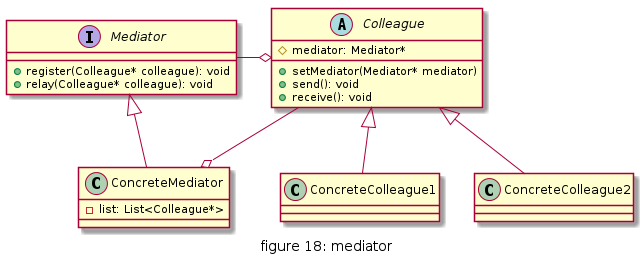 I Mediator
register(Colleague* colleague): void
relay(Colleague* colleague): void
A Colleague
mediator: Mediator*
setMediator(Mediator* mediator)
send(): void
receive(): void
C ConcreteMediator
list: List<Colleague*>
C ConcreteColleague1
C ConcreteColleague2
figure 18: mediator